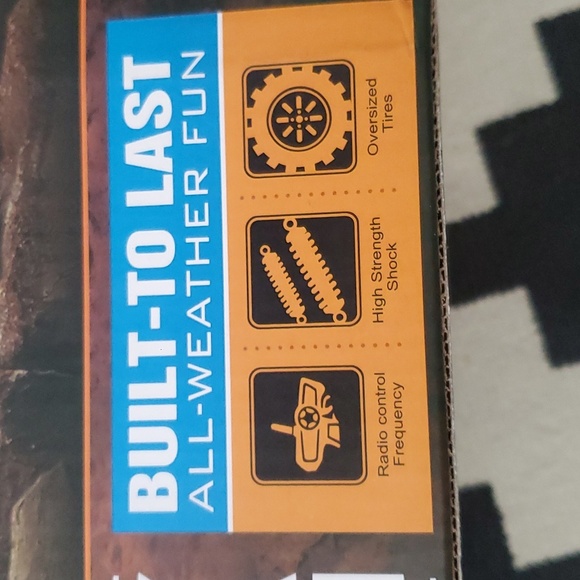 BUILT-TO LAST
ALL-WEATHER FUN
Radio control
Frequency
High Strength
Shock
Oversized
Tires